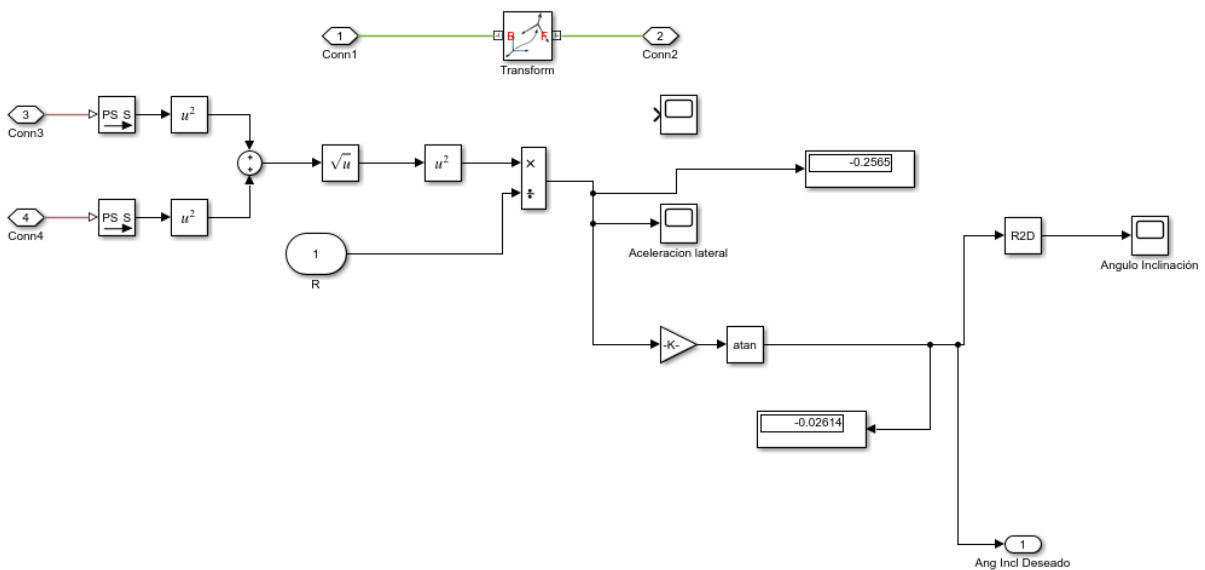 1
Conn1
B
F
Transform
2
Conn2
3
Conn3
PS S
u²
+
+
√u
u²
×
÷
-0.2565
4
Conn4
PS S
u²
1
R
Aceleracion lateral
R2D
Angulo Inclinación
-K-
atan
-0.02614
1
Ang Incl Deseado